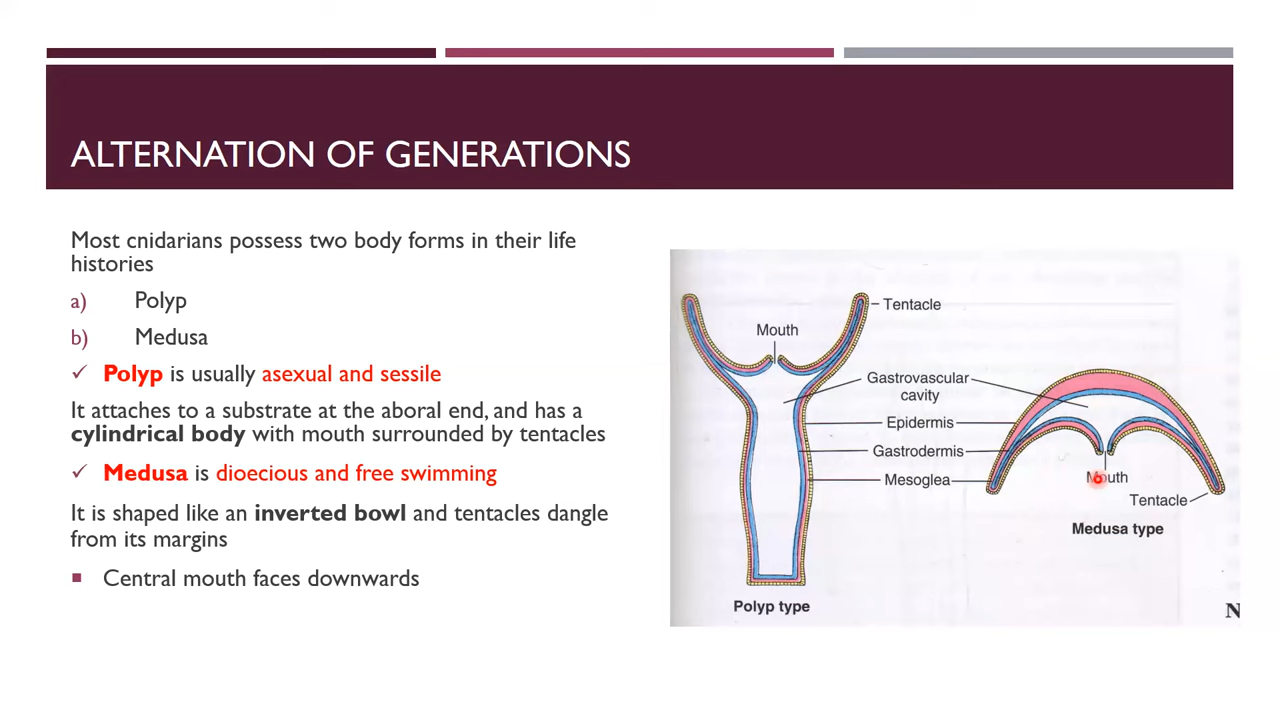 ALTERNATION OF GENERATIONS
Most cnidarians possess two body forms in their life
histories
a) Polyp
b) Medusa
✓ Polyp is usually asexual and sessile
It attaches to a substrate at the aboral end, and has a
cylindrical body with mouth surrounded by tentacles
✓ Medusa is dioecious and free swimming
It is shaped like an inverted bowl and tentacles dangle
from its margins
▪ Central mouth faces downwards
Tentacle
Mouth
Gastrovascular
cavity
Epidermis
Gastrodermis
Mesoglea
Mouth
Tentacle
Medusa type
Polyp type
N